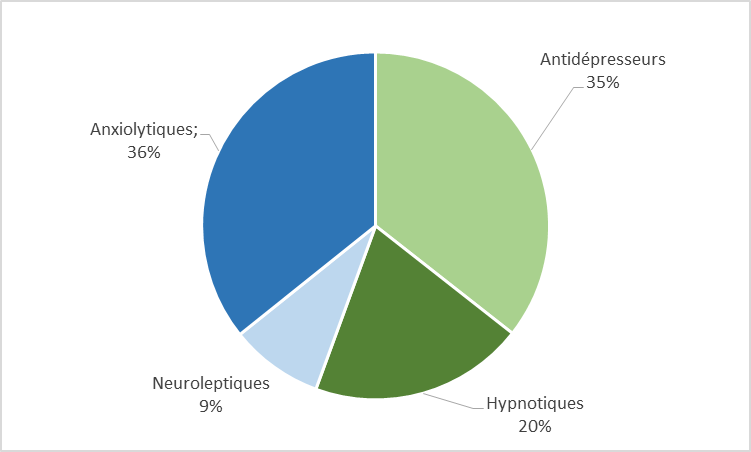 Antidépresseurs
35%
Anxiolytiques;
36%
Neuroleptiques
9%
Hypnotiques
20%